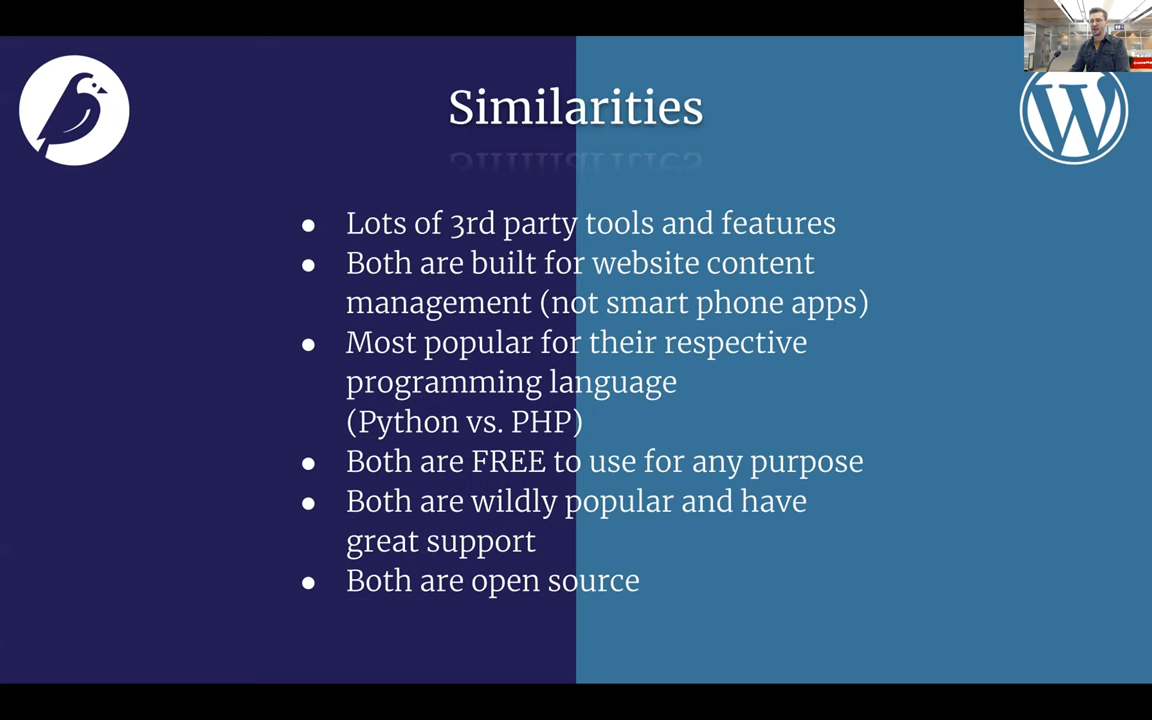 Similarities
● Lots of 3rd party tools and features
● Both are built for website content
management (not smart phone apps)
● Most popular for their respective
programming language
(Python vs. PHP)
● Both are FREE to use for any purpose
● Both are wildly popular and have
great support
● Both are open source